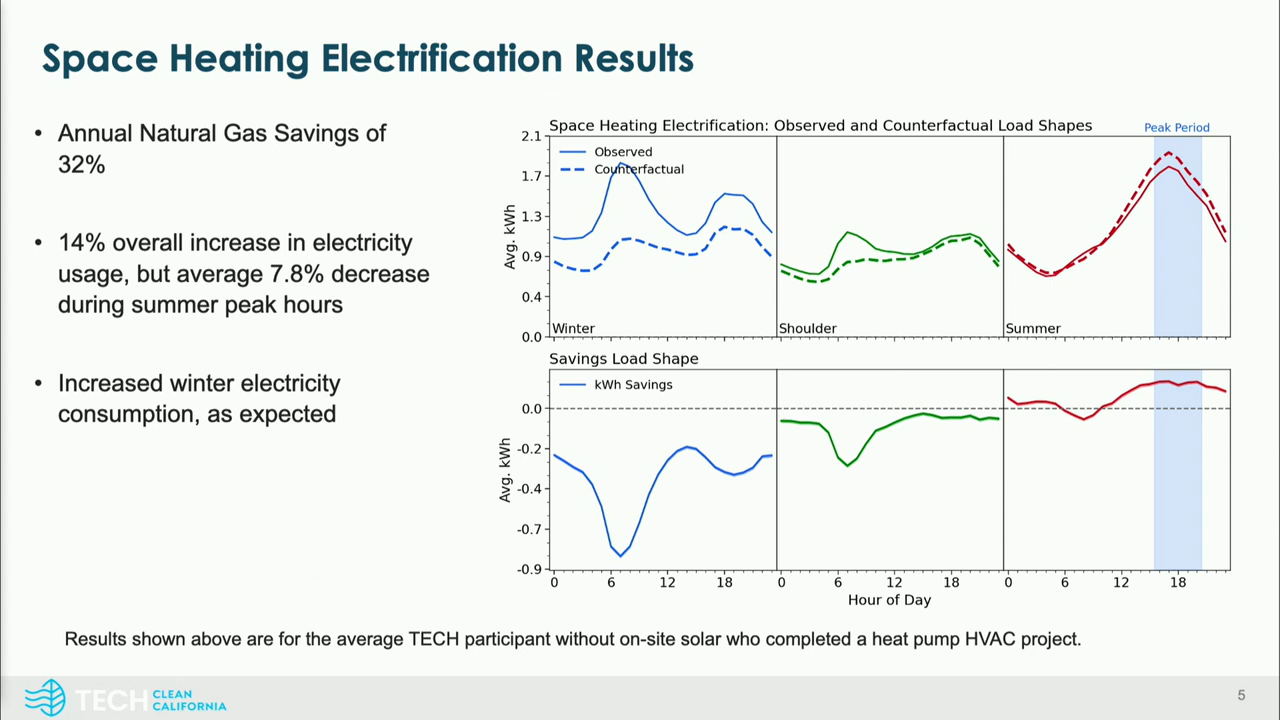 Space Heating Electrification Results
• Annual Natural Gas Savings of
32%
• 14% overall increase in electricity
usage, but average 7.8% decrease
during summer peak hours
• Increased winter electricity
consumption, as expected
Space Heating Electrification: Observed and Counterfactual Load Shapes
Peak Period
2.1
1.7
1.3
0.9
0.4
0.0
Avg. kWh
Observed
Counterfactual
Winter
Shoulder
Summer
Savings Load Shape
kWh Savings
0.0
-0.2
-0.4
-0.7
-0.9
Avg. kWh
0 6 12 18 0 6 12 18 0 6 12 18
Hour of Day
Results shown above are for the average TECH participant without on-site solar who completed a heat pump HVAC project.
TECH CLEAN
CALIFORNIA
5